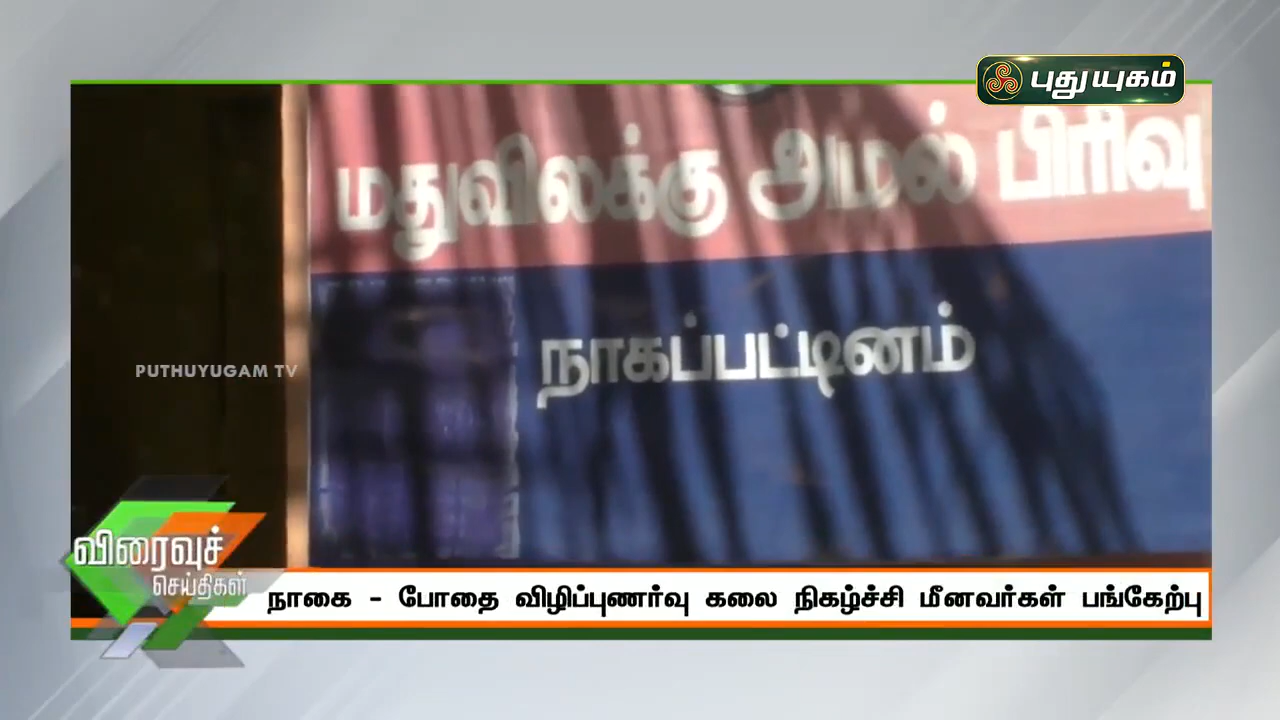 புதுயுகம்
மதுவிலக்கு அமல் பிரிவு
நாகப்பட்டினம்
PUTHUYUGAM TV
விரைவுச்
செய்திகள்
நாகை - போதை விழிப்புணர்வு கலை நிகழ்ச்சி மீனவர்கள் பங்கேற்பு